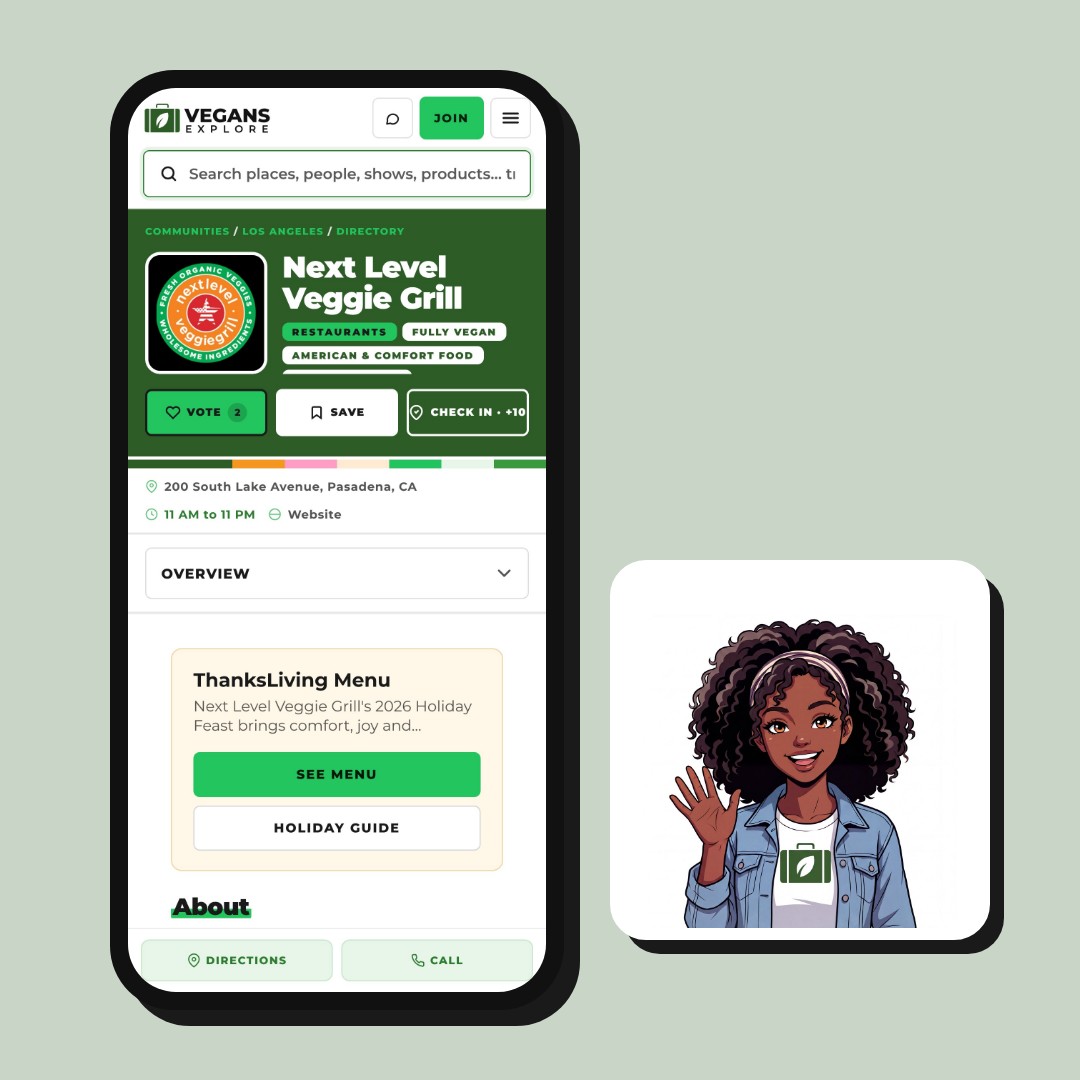 VEGANS
EXPLORE
JOIN
Search places, people, shows, products...
COMMUNITIES / LOS ANGELES / DIRECTORY
FRESH ORGANIC VEGGIES
nextlevel
veggiegrill
WHOLESOME INGREDIENTS
Next Level
Veggie Grill
RESTAURANTS
FULLY VEGAN
AMERICAN & COMFORT FOOD
VOTE 2
SAVE
CHECK IN · +10
200 South Lake Avenue, Pasadena, CA
11 AM to 11 PM
Website
OVERVIEW
ThanksLiving Menu
Next Level Veggie Grill's 2026 Holiday
Feast brings comfort, joy and...
SEE MENU
HOLIDAY GUIDE
About
DIRECTIONS
CALL